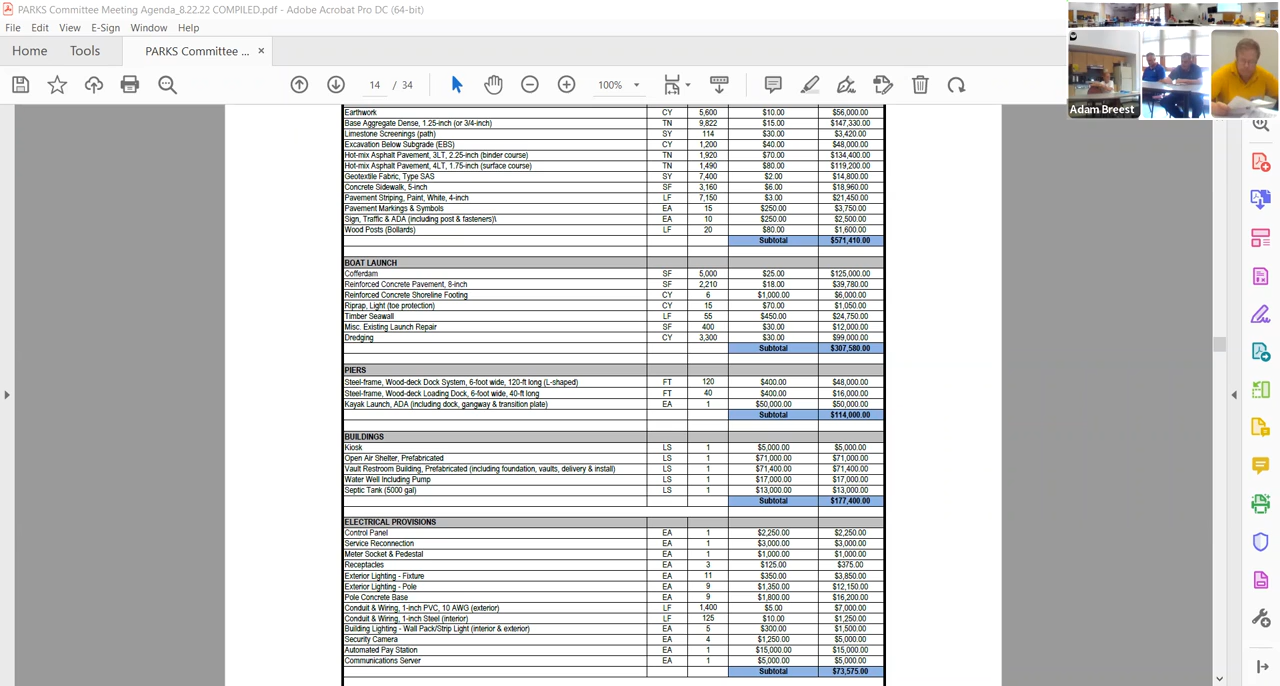 PARKS Committee Meeting Agenda_8.22.22 COMPILED.pdf - Adobe Acrobat Pro DC (64-bit)
File Edit View E-Sign Window Help
Home Tools PARKS Committee ... ×
14 / 34 100%
Adam Breest
Earthwork CY 5,600 $10.00 $56,000.00
Base Aggregate Dense, 1.25-inch (or 3/4-inch) TN 9,822 $15.00 $147,330.00
Limestone Screenings (path) SY 114 $30.00 $3,420.00
Excavation Below Subgrade (EBS) CY 1,200 $40.00 $48,000.00
Hot-mix Asphalt Pavement, 3LT, 2.25-inch (binder course) TN 1,920 $70.00 $134,400.00
Hot-mix Asphalt Pavement, 4LT, 1.75-inch (surface course) TN 1,490 $80.00 $119,200.00
Geotextile Fabric, Type SAS SY 7,400 $2.00 $14,800.00
Concrete Sidewalk, 5-inch SF 3,160 $6.00 $18,960.00
Pavement Striping, Paint, White, 4-inch LF 7,150 $3.00 $21,450.00
Pavement Markings & Symbols EA 15 $250.00 $3,750.00
Sign, Traffic & ADA (including post & fasteners)\ EA 10 $250.00 $2,500.00
Wood Posts (Bollards) LF 20 $80.00 $1,600.00
Subtotal $571,410.00
BOAT LAUNCH
Cofferdam SF 5,000 $25.00 $125,000.00
Reinforced Concrete Pavement, 8-inch SF 2,210 $18.00 $39,780.00
Reinforced Concrete Shoreline Footing CY 6 $1,000.00 $6,000.00
Riprap, Light (toe protection) CY 15 $70.00 $1,050.00
Timber Seawall LF 55 $450.00 $24,750.00
Misc. Existing Launch Repair SF 400 $30.00 $12,000.00
Dredging CY 3,300 $30.00 $99,000.00
Subtotal $307,580.00
PIERS
Steel-frame, Wood-deck Dock System, 6-foot wide, 120-ft long (L-shaped) FT 120 $400.00 $48,000.00
Steel-frame, Wood-deck Loading Dock, 6-foot wide, 40-ft long FT 40 $400.00 $16,000.00
Kayak Launch, ADA (including dock, gangway & transition plate) EA 1 $50,000.00 $50,000.00
Subtotal $114,000.00
BUILDINGS
Kiosk LS 1 $5,000.00 $5,000.00
Open Air Shelter, Prefabricated LS 1 $71,000.00 $71,000.00
Vault Restroom Building, Prefabricated (including foundation, vaults, delivery & install) LS 1 $71,400.00 $71,400.00
Water Well Including Pump LS 1 $17,000.00 $17,000.00
Septic Tank (5000 gal) LS 1 $13,000.00 $13,000.00
Subtotal $177,400.00
ELECTRICAL PROVISIONS
Control Panel EA 1 $2,250.00 $2,250.00
Service Reconnection EA 1 $3,000.00 $3,000.00
Meter Socket & Pedestal EA 1 $1,000.00 $1,000.00
Receptacles EA 3 $125.00 $375.00
Exterior Lighting - Fixture EA 11 $350.00 $3,850.00
Exterior Lighting - Pole EA 9 $1,350.00 $12,150.00
Pole Concrete Base EA 9 $1,800.00 $16,200.00
Conduit & Wiring, 1-inch PVC, 10 AWG (exterior) LF 1,400 $5.00 $7,000.00
Conduit & Wiring, 1-inch Steel (interior) LF 125 $10.00 $1,250.00
Building Lighting - Wall Pack/Strip Light (interior & exterior) EA 5 $300.00 $1,500.00
Security Camera EA 4 $1,250.00 $5,000.00
Automated Pay Station EA 1 $15,000.00 $15,000.00
Communications Server EA 1 $5,000.00 $5,000.00
Subtotal $73,575.00